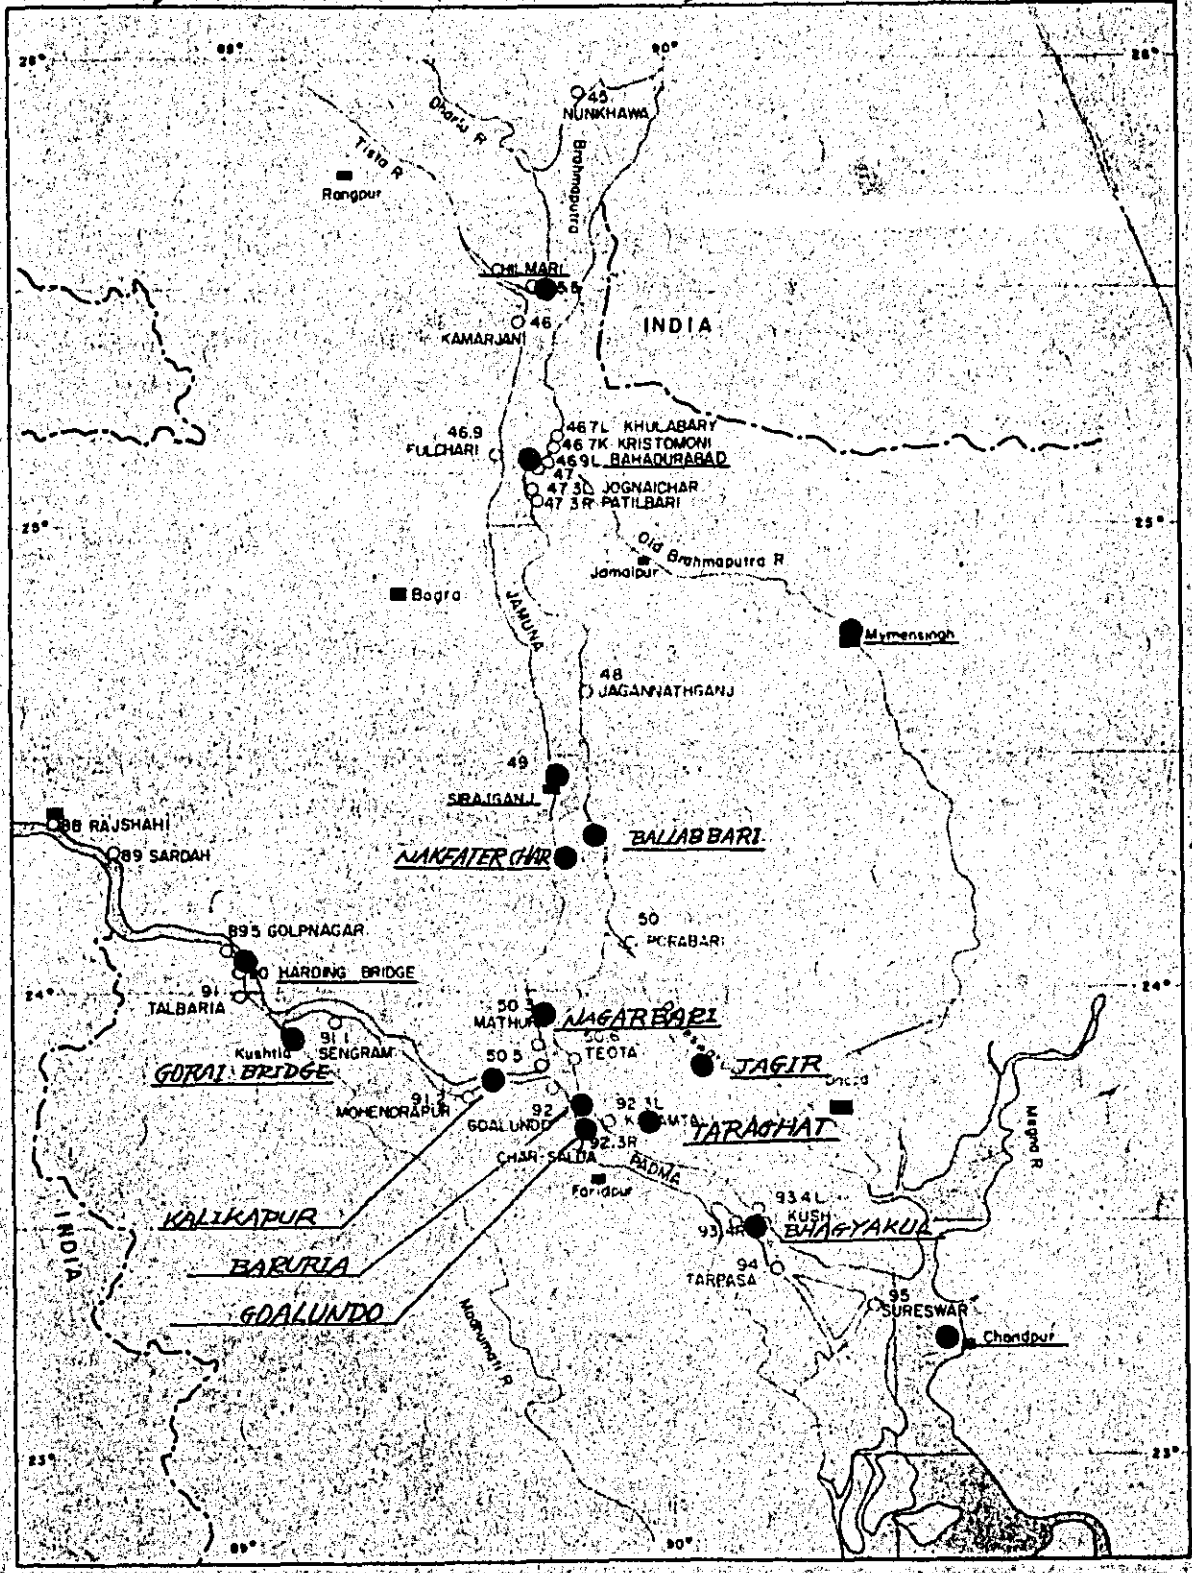 89°
90°
26°
26°
45
NUNKHAWA
Dharla R
Tista R
Brahmaputra
Rangpur
CHILMARI
46
KAMARJANI
INDIA
46.9
FULCHARI
46.7L KHULABARY
46.7K KRISTOMONI
46.9L BAHADURABAD
47
47.3L JOGNAICHAR
47.3R PATILBARI
25°
25°
Old Brahmaputra R
Jamalpur
Bogra
JAMUNA
Mymensingh
48
JAGANNATHGANJ
49
SIRAJGANJ
88 RAJSHAHI
89 SARDAH
BALLABBARI
NAKFATER CHAR
50
PORABARI
89.5 GOLPNAGAR
HARDING BRIDGE
91
TALBARIA
24°
24°
50.3
MATHUR
NAGARBARI
91.1
SENGRAM
Kushtia
GORAI BRIDGE
50.5
50.6
TEOTA
JAGIR
91.2
MOHENDRAPUR
92
GOALUNDO
92.3L
TARAGHAT
92.3R
CHAR-SALDA
PADMA
Faridpur
Megna R
93.4L
KUSH
93.4R
BHAGYAKUL
KALIKAPUR
BARURIA
GOALUNDO
INDIA
94
TARPASA
95
SURESWAR
Chandpur
Madhumati R
23°
23°
89°
90°